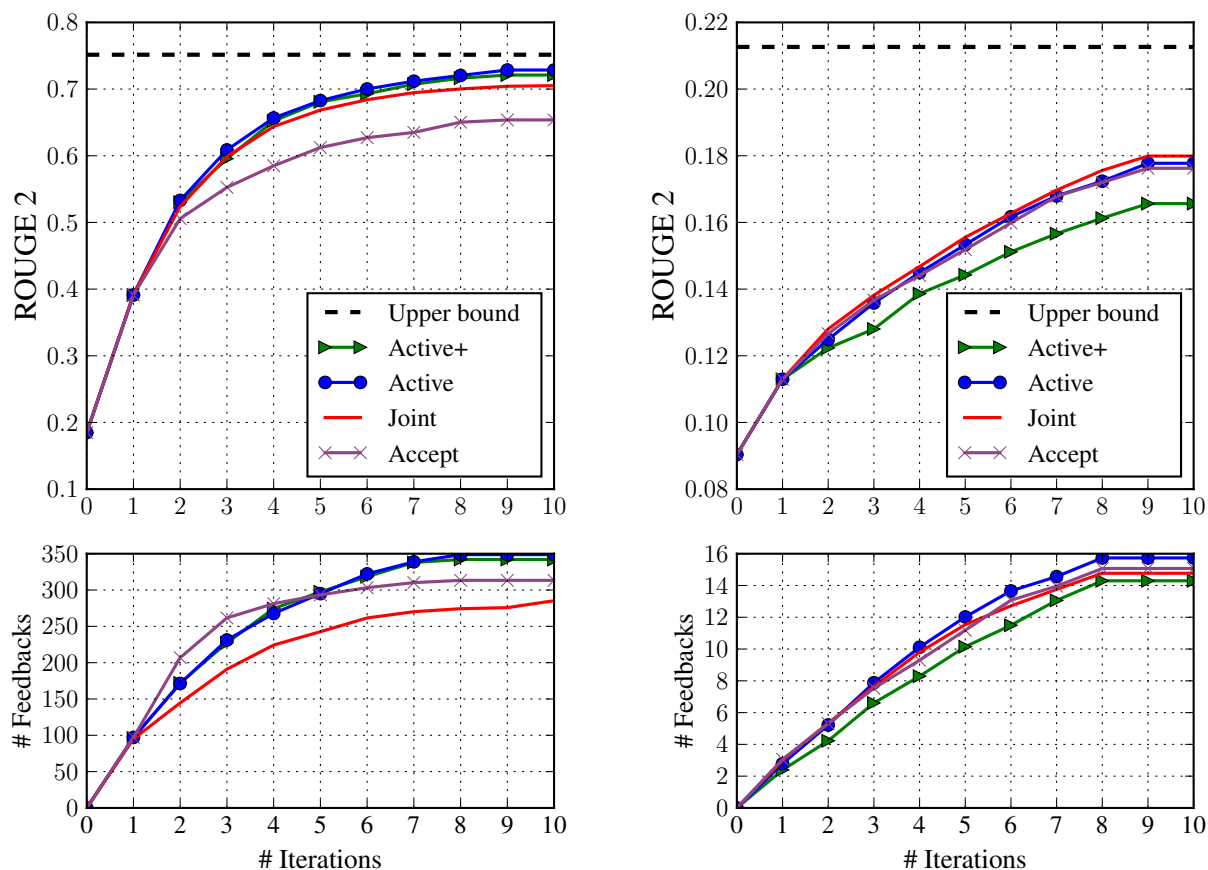 0.8
0.7
0.6
0.5
0.4
0.3
0.2
0.1
ROUGE 2
Upper bound
Active+
Active
Joint
Accept
0 1 2 3 4 5 6 7 8 9 10
350
300
250
200
150
100
50
0
# Feedbacks
0 1 2 3 4 5 6 7 8 9 10
# Iterations
0.22
0.20
0.18
0.16
0.14
0.12
0.10
0.08
ROUGE 2
Upper bound
Active+
Active
Joint
Accept
0 1 2 3 4 5 6 7 8 9 10
16
14
12
10
8
6
4
2
0
# Feedbacks
0 1 2 3 4 5 6 7 8 9 10
# Iterations